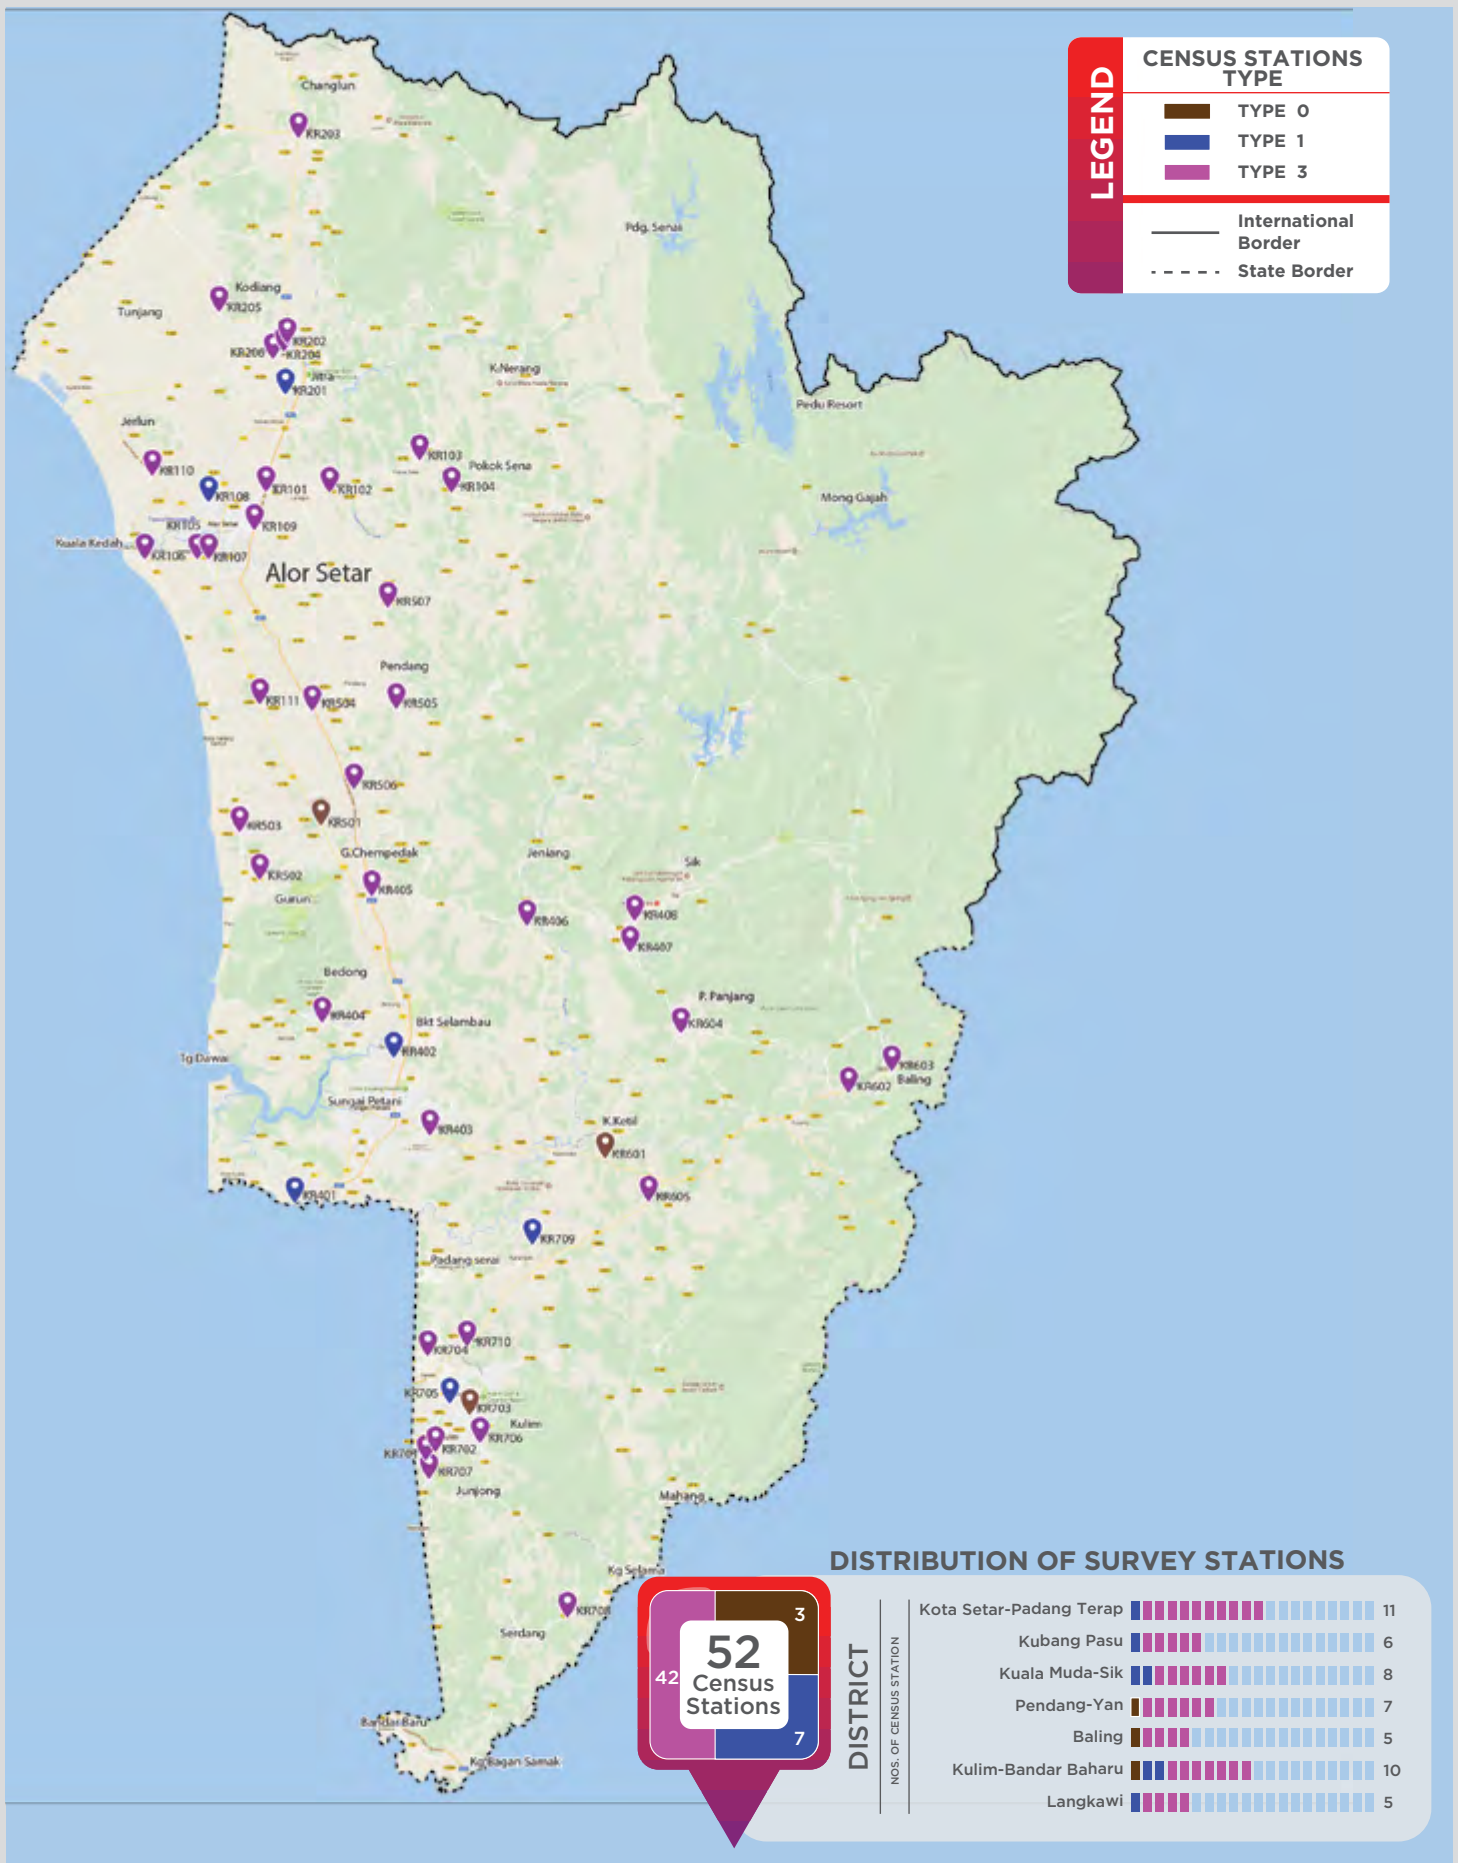 CENSUS STATIONS
TYPE
LEGEND
TYPE 0
TYPE 1
TYPE 3
International
Border
State Border
Changlun
KR203
Pdg. Senai
Kodiang
KR205
Tunjang
KR202
KR206
KR204
Jitra
KR201
K.Nerang
Pedu Resort
Jerlun
KR103
KR110
Pokok Sena
KR108
KR101
KR102
KR104
Mong Gajah
KR105
KR109
Kuala Kedah
KR106
KR107
Alor Setar
KR507
Pendang
KR111
KR504
KR505
KR506
KR503
KR501
G.Chempedak
Jeniang
Sik
KR502
KR405
Gurun
KR406
KR408
KR407
Bedong
P. Panjang
KR404
Bkt Selambau
KR604
KR402
Tg Dawai
KR603
Baling
KR602
Sungai Petani
KR403
K.Ketil
KR601
KR401
KR605
KR709
Padang serai
KR710
KR704
KR705
KR703
Kulim
KR706
KR701
KR702
KR707
Junjong
Mahang
Kg Selama
KR708
Serdang
Bandar Baru
Kg Bagan Samak
DISTRIBUTION OF SURVEY STATIONS
3
42
52
Census
Stations
7
DISTRICT
NOS. OF CENSUS STATION
Kota Setar-Padang Terap 11
Kubang Pasu 6
Kuala Muda-Sik 8
Pendang-Yan 7
Baling 5
Kulim-Bandar Baharu 10
Langkawi 5